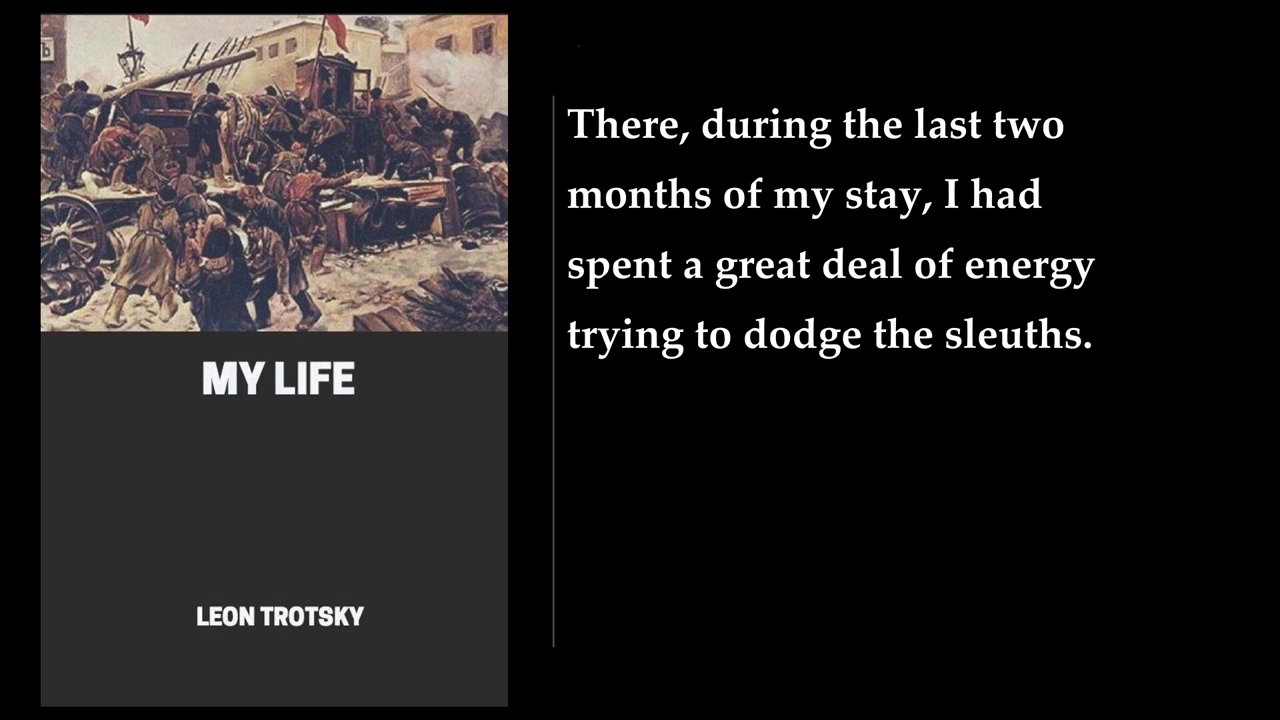 MY LIFE
LEON TROTSKY
There, during the last two
months of my stay, I had
spent a great deal of energy
trying to dodge the sleuths.